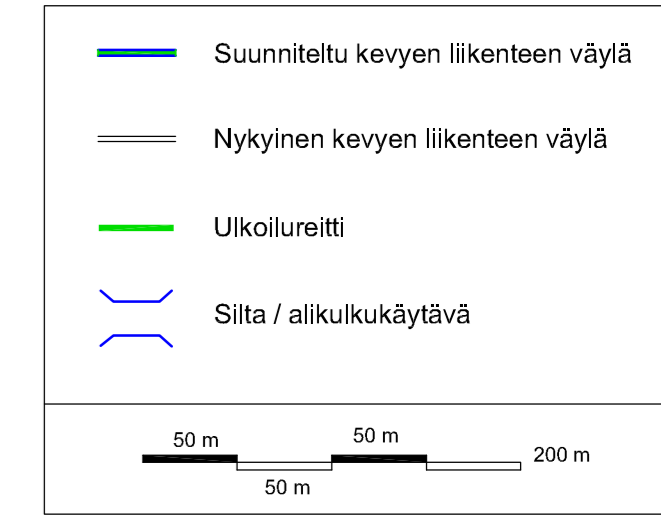 Suunniteltu kevyen liikenteen väylä
Nykyinen kevyen liikenteen väylä
Ulkoilureitti
Silta / alikulkukäytävä
50 m
50 m
200 m
50 m